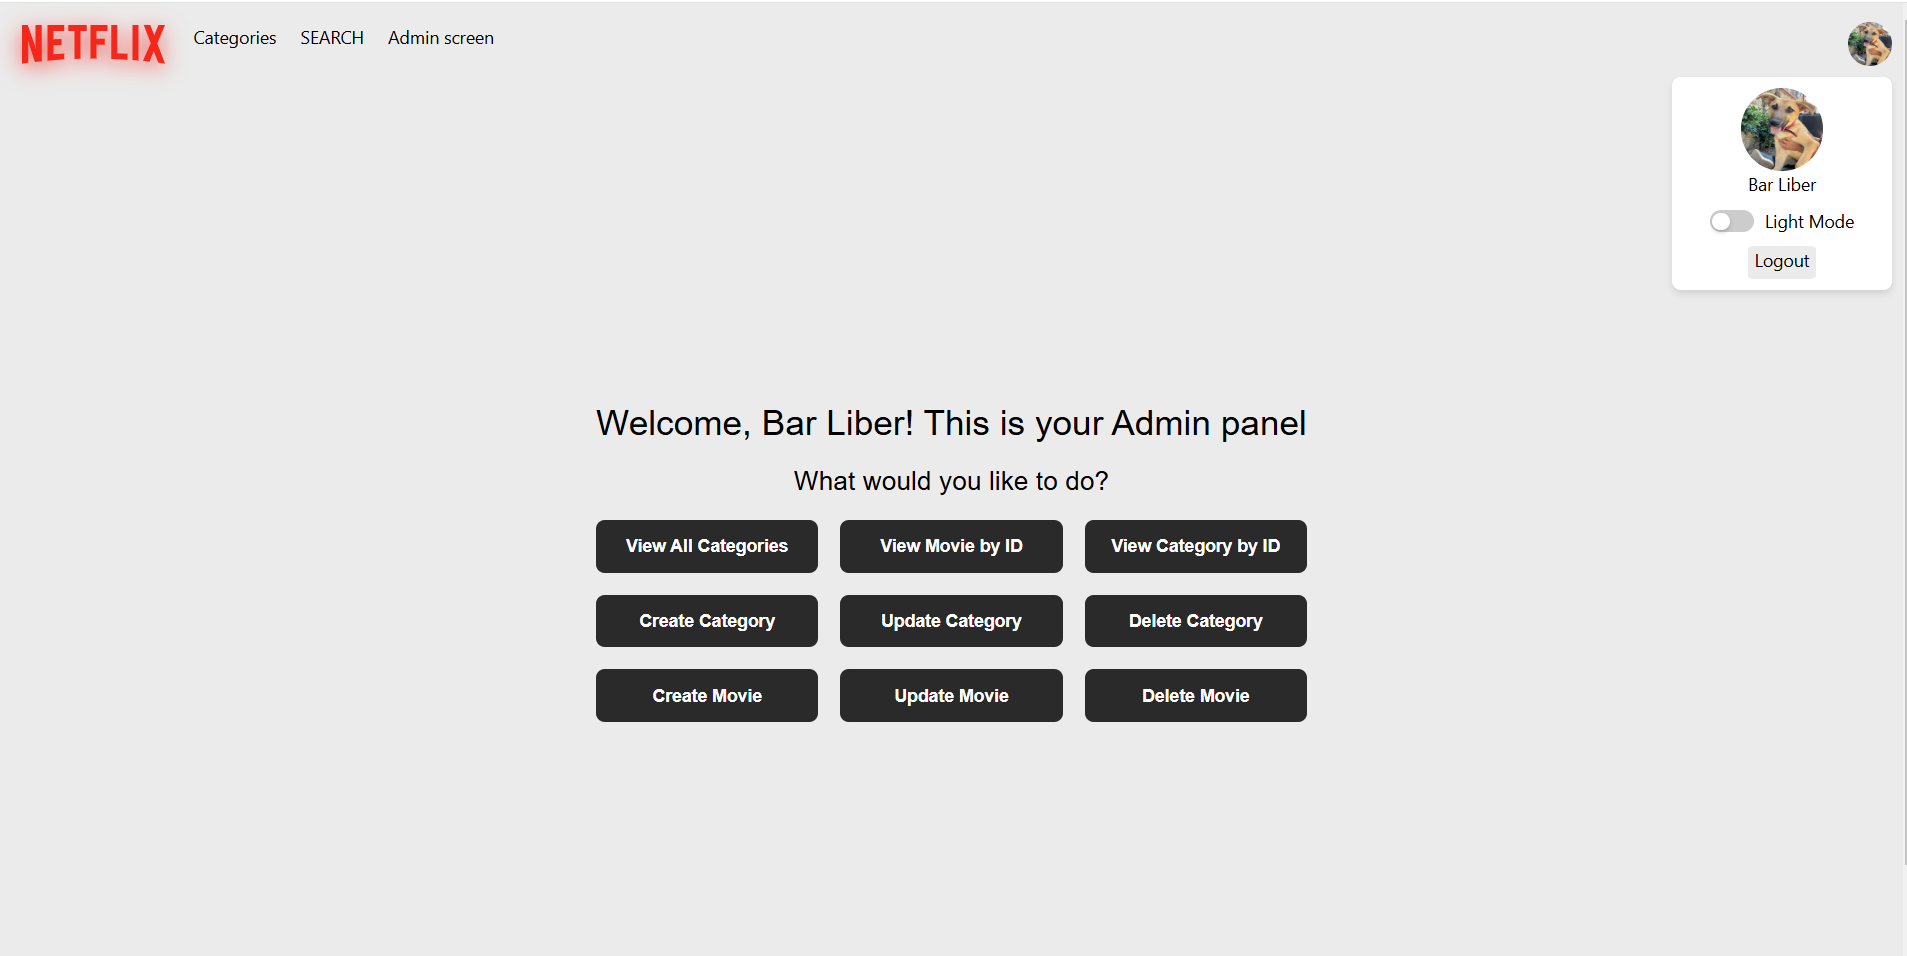 NETFLIX Categories SEARCH Admin screen
Bar Liber
Light Mode
Logout
Welcome, Bar Liber! This is your Admin panel
What would you like to do?
View All Categories View Movie by ID View Category by ID
Create Category Update Category Delete Category
Create Movie Update Movie Delete Movie